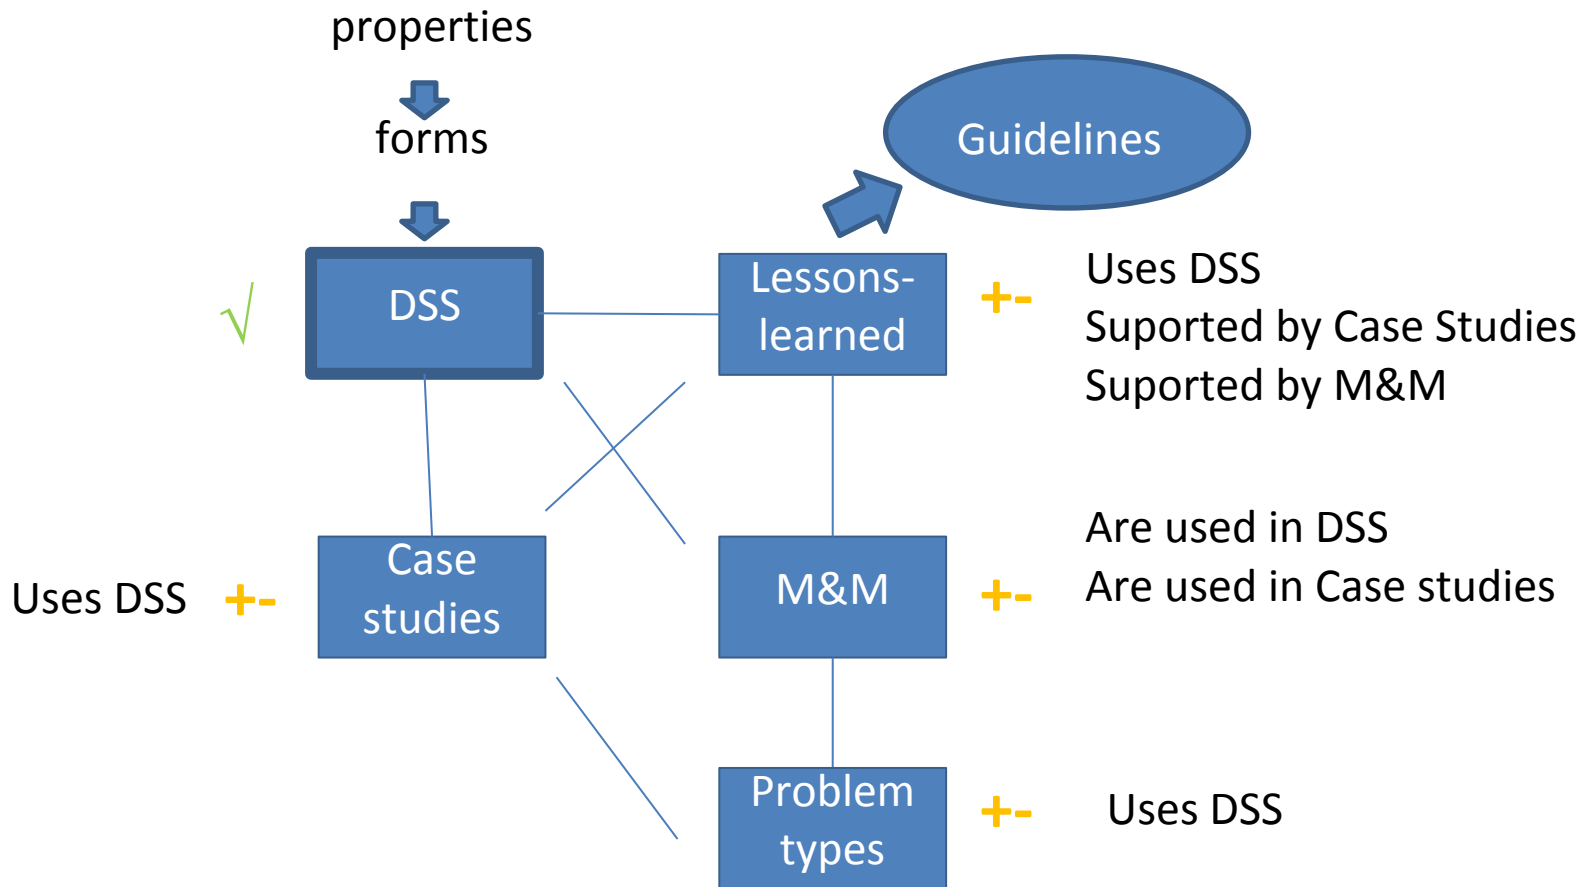 properties
forms
Guidelines
√
DSS
Lessons-
learned
+-
Uses DSS
Suported by Case Studies
Suported by M&M
Uses DSS
+-
Case
studies
M&M
+-
Are used in DSS
Are used in Case studies
Problem
types
+-
Uses DSS